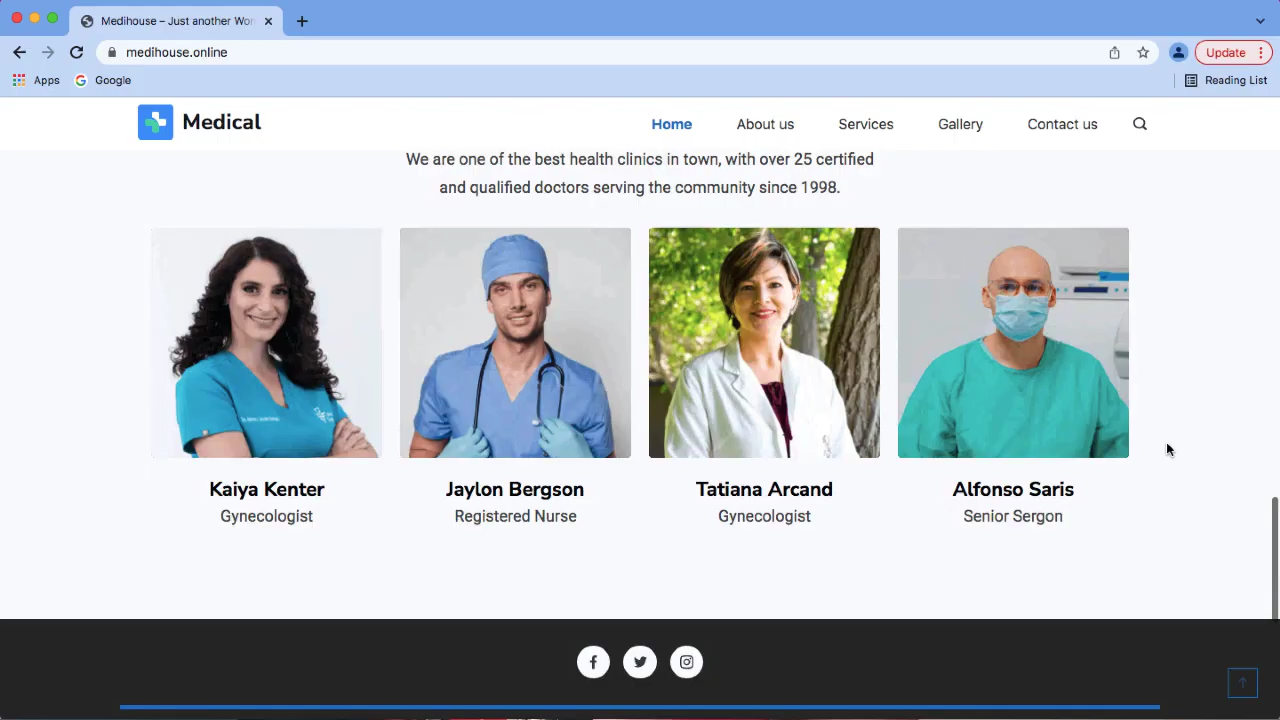 Medihouse – Just another Wor
medihouse.online
Update
Apps
Google
Reading List
Medical
Home
About us
Services
Gallery
Contact us
We are one of the best health clinics in town, with over 25 certified
and qualified doctors serving the community since 1998.
Kaiya Kenter
Jaylon Bergson
Tatiana Arcand
Alfonso Saris
Gynecologist
Registered Nurse
Gynecologist
Senior Sergon